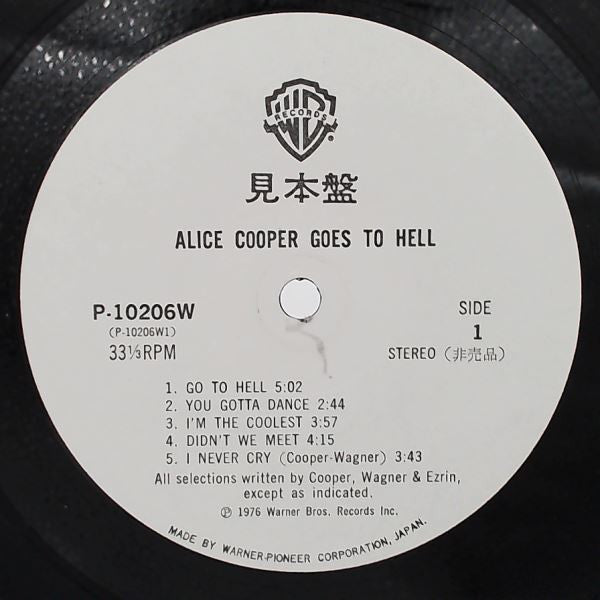 WB
RECORDS
®
見本盤
ALICE COOPER GOES TO HELL
P-10206W
(P-10206W1)
33⅓RPM
SIDE
1
STEREO (非売品)
1. GO TO HELL 5:02
2. YOU GOTTA DANCE 2:44
3. I'M THE COOLEST 3:57
4. DIDN'T WE MEET 4:15
5. I NEVER CRY (Cooper-Wagner) 3:43
All selections written by Cooper, Wagner & Ezrin,
except as indicated.
℗ 1976 Warner Bros. Records Inc.
MADE BY WARNER-PIONEER CORPORATION, JAPAN.